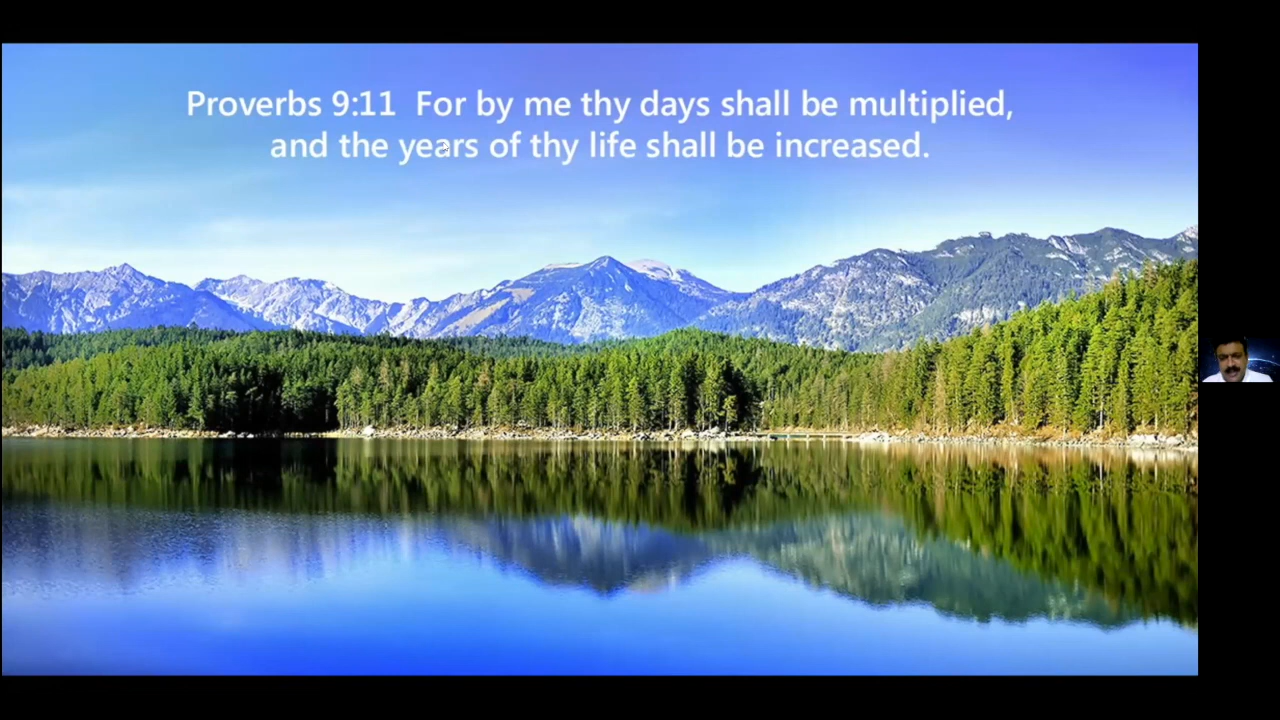 Proverbs 9:11  For by me thy days shall be multiplied,
and the years of thy life shall be increased.